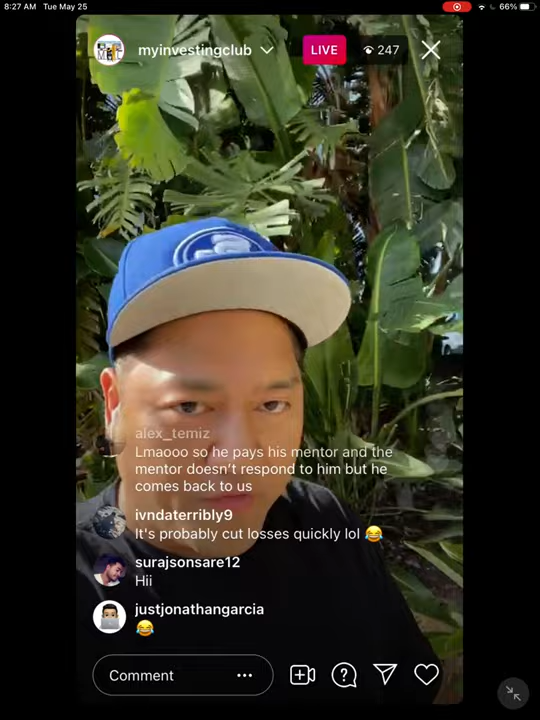 8:27 AM Tue May 25
66%
myinvestingclub
LIVE
247
alex_temiz
Lmaooo so he pays his mentor and the
mentor doesn't respond to him but he
comes back to us
ivndaterribly9
It's probably cut losses quickly lol 😂
surajsonsare12
Hii
justjonathangarcia
😂
Comment